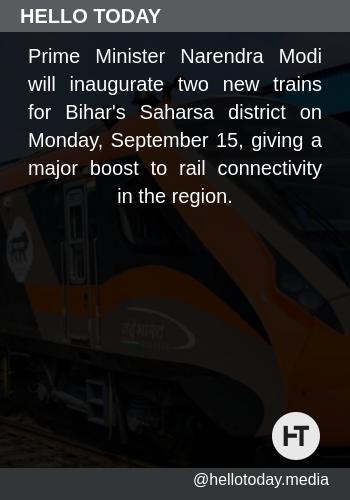 HELLO TODAY
Prime Minister Narendra Modi
will inaugurate two new trains
for Bihar's Saharsa district on
Monday, September 15, giving a
major boost to rail connectivity
in the region.
वंदे भारत
HT
@hellotoday.media